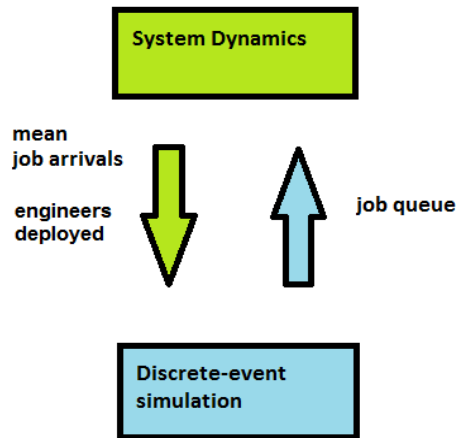 System Dynamics
mean
job arrivals
engineers
deployed
job queue
Discrete-event
simulation